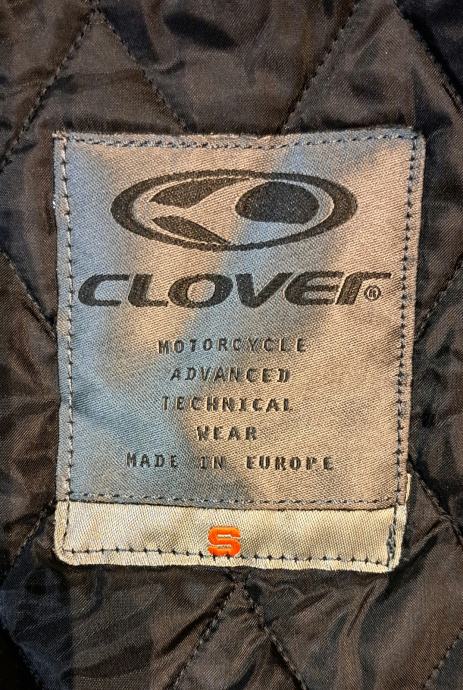 CLOVER®
MOTORCYCLE
ADVANCED
TECHNICAL
WEAR
MADE IN EUROPE
S